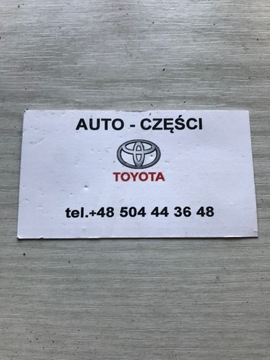 AUTO - CZĘŚCI
TOYOTA
tel.+48 504 44 36 48